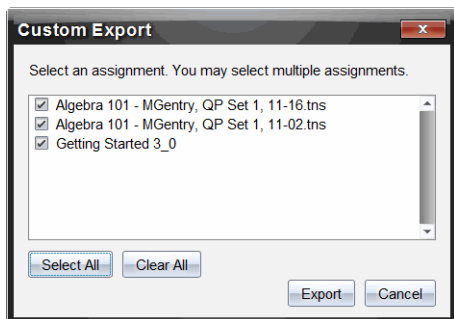 Custom Export
x
Select an assignment. You may select multiple assignments.
Algebra 101 - MGentry, QP Set 1, 11-16.tns
Algebra 101 - MGentry, QP Set 1, 11-02.tns
Getting Started 3_0
Select All Clear All
Export Cancel